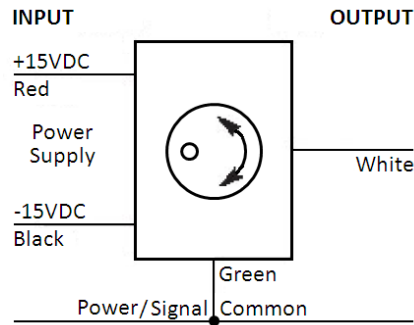 INPUT
OUTPUT
+15VDC
Red
Power
Supply
White
-15VDC
Black
Green
Power/Signal Common